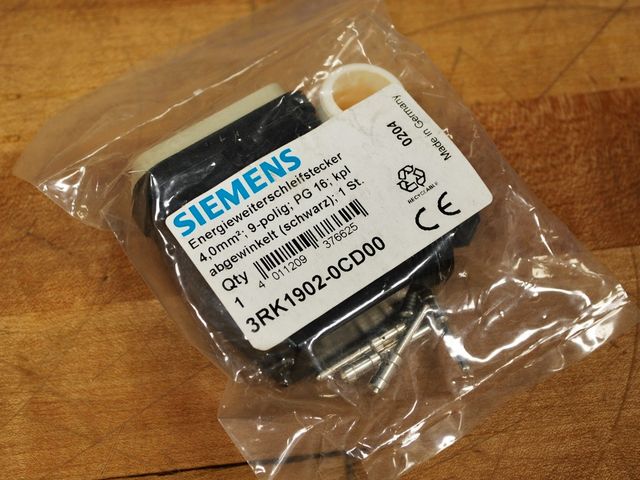 SIEMENS
Energieweiterschleifstecker
4,0mm²; 9-polig; PG 16; kpl
abgewinkelt (schwarz); 1 St.
Qty
1
4 011209 376625
3RK1902-0CD00
RECYCLEABLE
CE
0204
Made in Germany